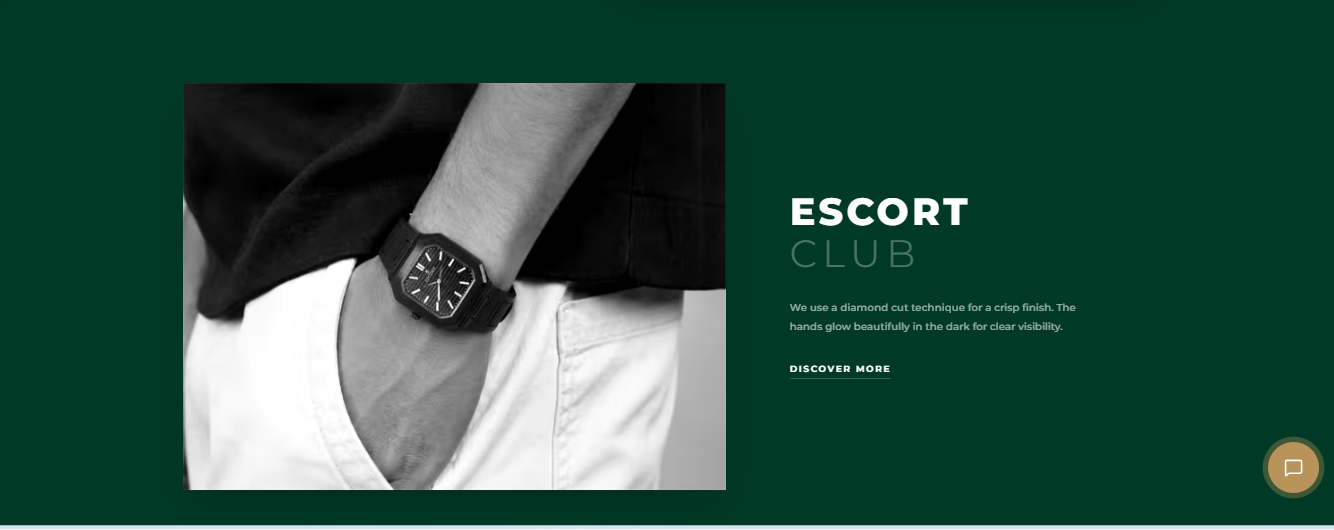 ESCORT
CLUB
We use a diamond cut technique for a crisp finish. The
hands glow beautifully in the dark for clear visibility.
DISCOVER MORE